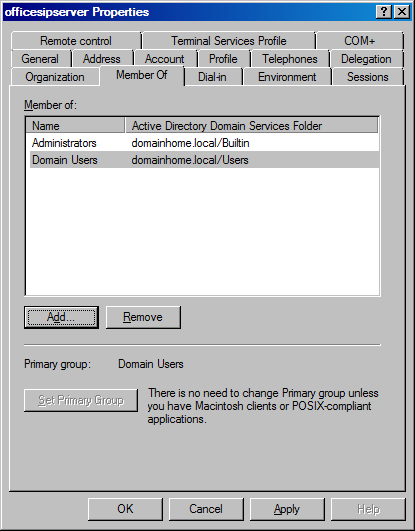 officesipserver Properties
Remote control Terminal Services Profile COM+
General Address Account Profile Telephones Delegation
Organization Member Of Dial-in Environment Sessions
Member of:
Name Active Directory Domain Services Folder
Administrators domainhome.local/Builtin
Domain Users domainhome.local/Users
Add... Remove
Primary group: Domain Users
Set Primary Group
There is no need to change Primary group unless
you have Macintosh clients or POSIX-compliant
applications.
OK Cancel Apply Help